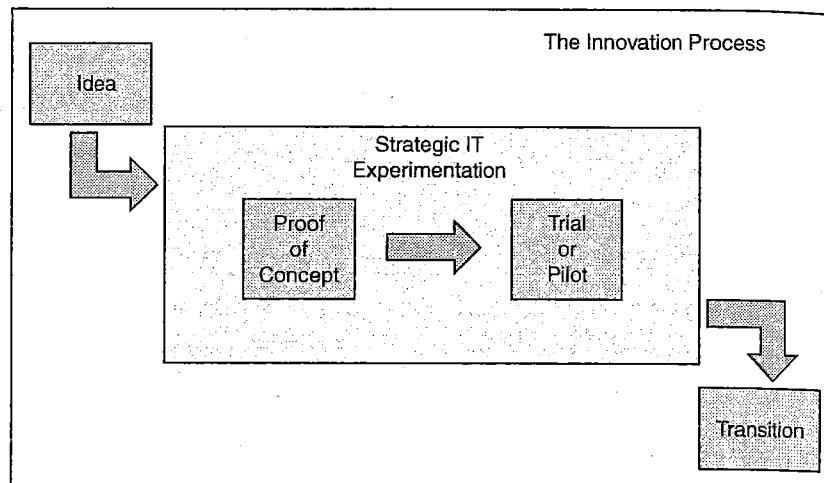 The Innovation Process
Idea
Strategic IT
Experimentation
Proof
of
Concept
Trial
or
Pilot
Transition